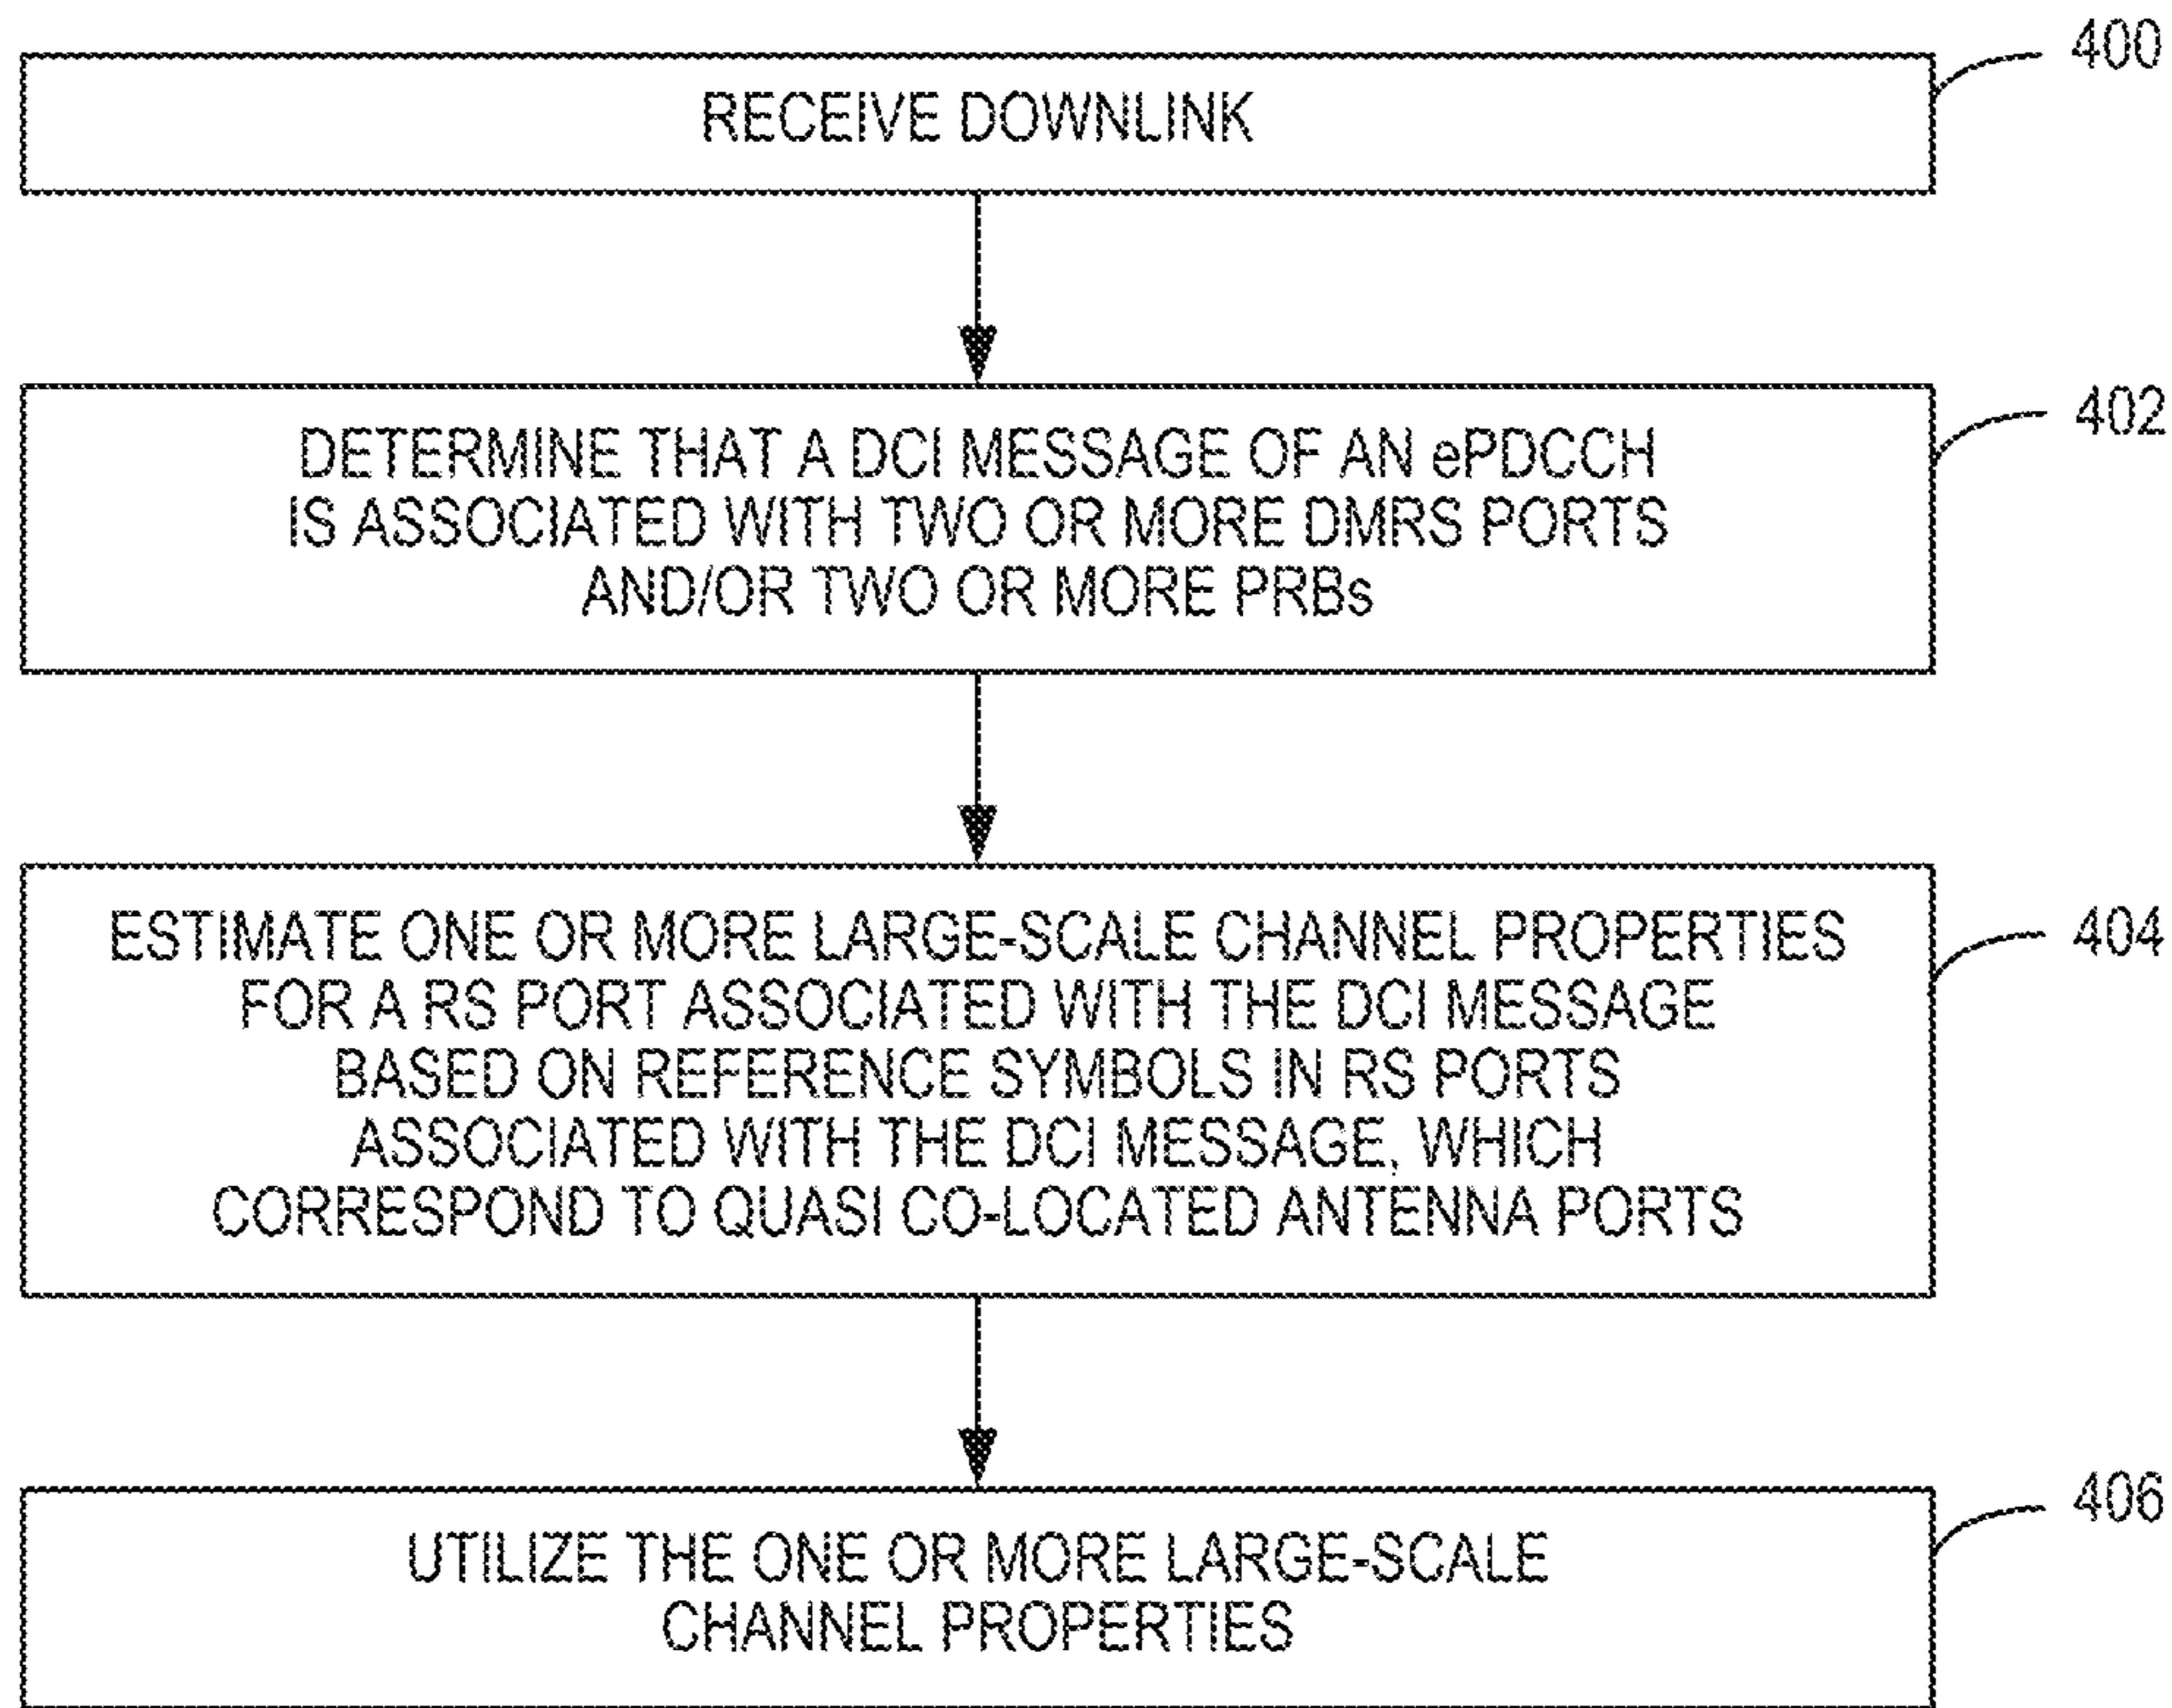 400
RECEIVE DOWNLINK
402
DETERMINE THAT A DCI MESSAGE OF AN ePDCCH
IS ASSOCIATED WITH TWO OR MORE DMRS PORTS
AND/OR TWO OR MORE PRBs
404
ESTIMATE ONE OR MORE LARGE-SCALE CHANNEL PROPERTIES
FOR A RS PORT ASSOCIATED WITH THE DCI MESSAGE
BASED ON REFERENCE SYMBOLS IN RS PORTS
ASSOCIATED WITH THE DCI MESSAGE, WHICH
CORRESPOND TO QUASI CO-LOCATED ANTENNA PORTS
406
UTILIZE THE ONE OR MORE LARGE-SCALE
CHANNEL PROPERTIES